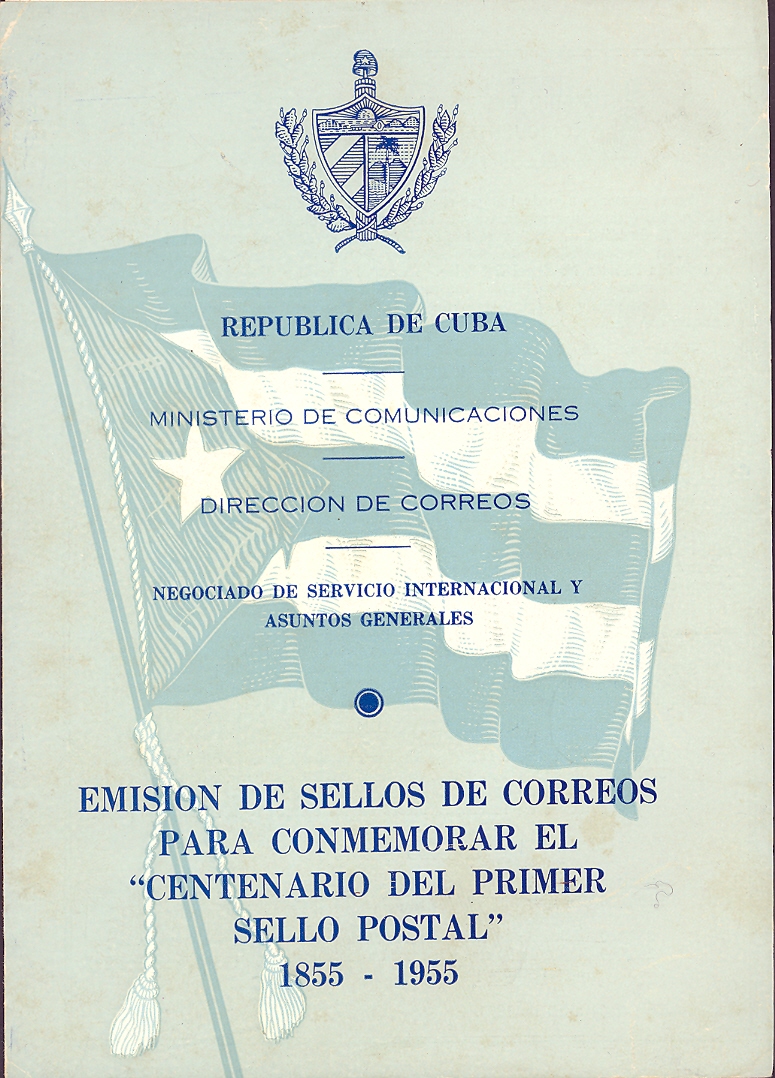 REPUBLICA DE CUBA
MINISTERIO DE COMUNICACIONES
DIRECCION DE CORREOS
NEGOCIADO DE SERVICIO INTERNACIONAL Y
ASUNTOS GENERALES
EMISION DE SELLOS DE CORREOS
PARA CONMEMORAR EL
“CENTENARIO DEL PRIMER
SELLO POSTAL”
1855 - 1955